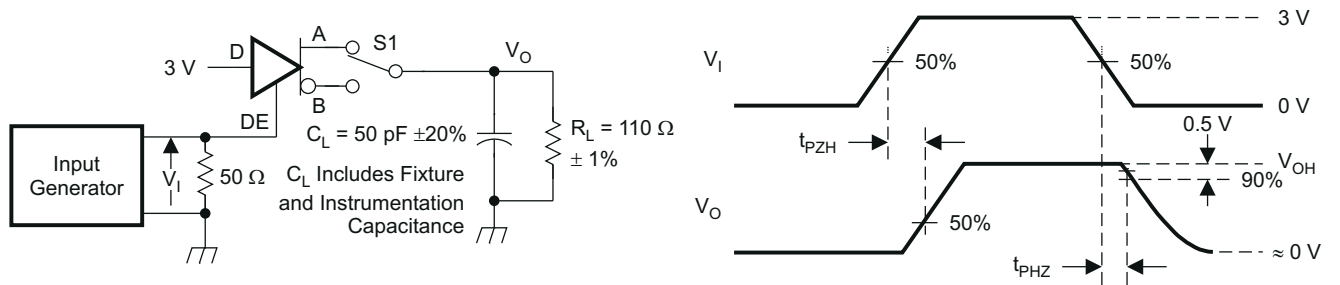 D
3 V
A
S1
B
DE
V_O
Input
Generator
V_I
50 Ω
C_L = 50 pF ±20%
C_L Includes Fixture
and Instrumentation
Capacitance
R_L = 110 Ω
± 1%
V_I
50%
50%
3 V
0 V
t_PZH
0.5 V
V_OH
90%
V_O
50%
≈ 0 V
t_PHZ